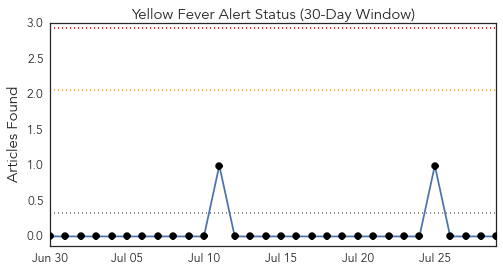 Yellow Fever Alert Status (30-Day Window)
Articles Found
3.0
2.5
2.0
1.5
1.0
0.5
0.0
Jun 30
Jul 05
Jul 10
Jul 15
Jul 20
Jul 25